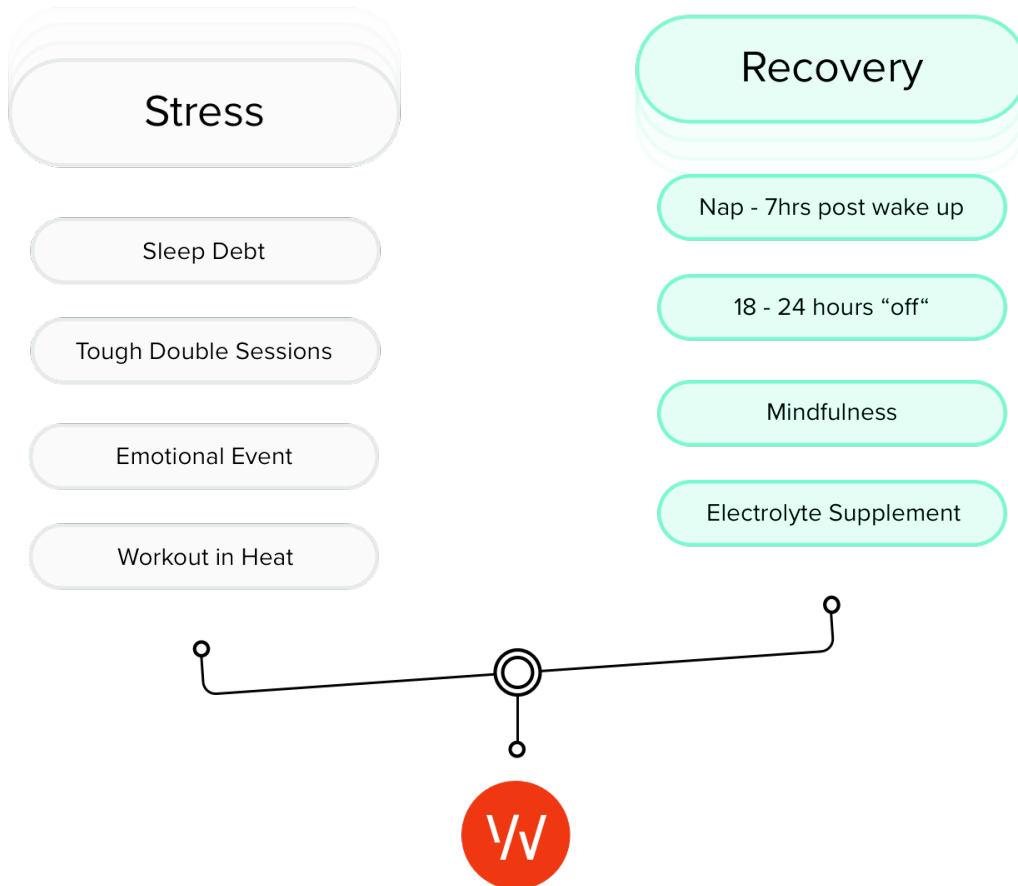 Stress
Sleep Debt
Tough Double Sessions
Emotional Event
Workout in Heat
Recovery
Nap - 7hrs post wake up
18 - 24 hours “off“
Mindfulness
Electrolyte Supplement
W